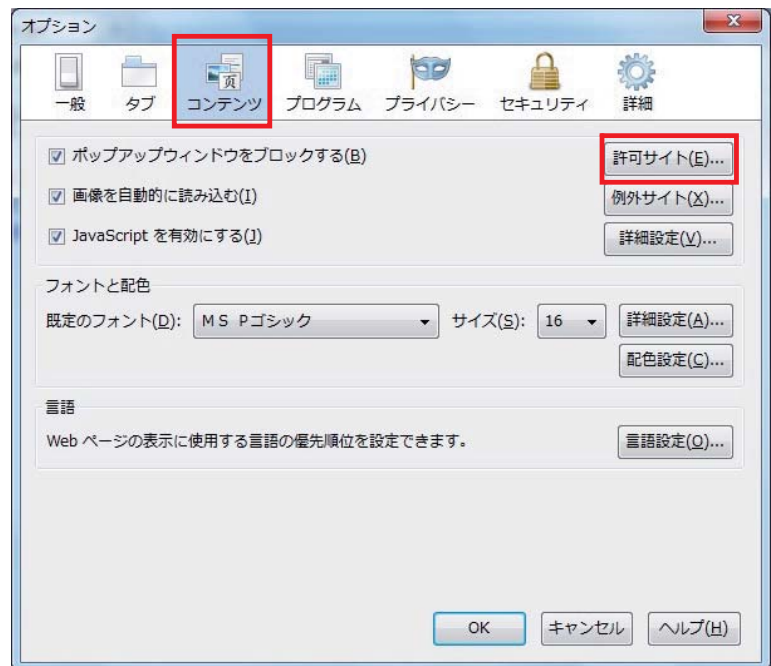 オプション
一般 タブ コンテンツ プログラム プライバシー セキュリティ 詳細
ポップアップウィンドウをブロックする(B) 許可サイト(E)...
画像を自動的に読み込む(I) 例外サイト(X)...
JavaScript を有効にする(J) 詳細設定(V)...
フォントと配色
既定のフォント(D): ＭＳ Ｐゴシック サイズ(S): 16 詳細設定(A)...
配色設定(C)...
言語
Web ページの表示に使用する言語の優先順位を設定できます。 言語設定(O)...
OK キャンセル ヘルプ(H)